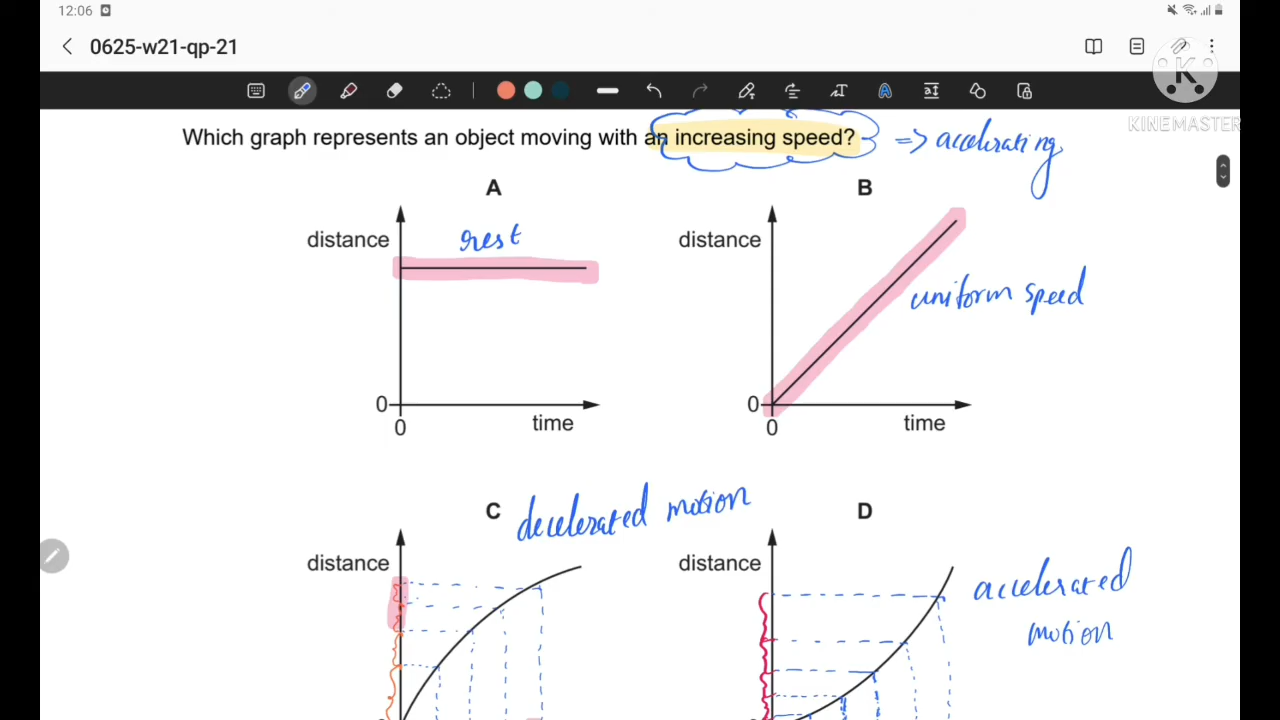 12:06
0625-w21-qp-21
KINEMASTER
Which graph represents an object moving with an increasing speed? => accelerating
A
B
distance
rest
distance
uniform speed
0
time
0
0
time
0
C
decelerated motion
D
distance
distance
accelerated
motion